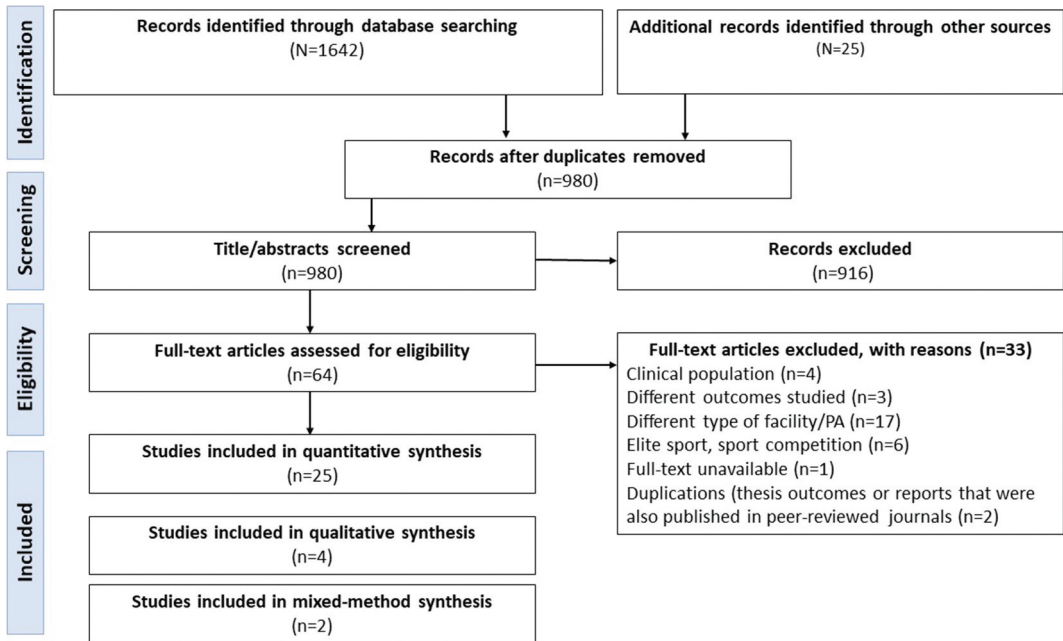 Identification
Records identified through database searching
(N=1642)
Additional records identified through other sources
(N=25)
Records after duplicates removed
(n=980)
Screening
Title/abstracts screened
(n=980)
Records excluded
(n=916)
Eligibility
Full-text articles assessed for eligibility
(n=64)
Full-text articles excluded, with reasons (n=33)
Clinical population (n=4)
Different outcomes studied (n=3)
Different type of facility/PA (n=17)
Elite sport, sport competition (n=6)
Full-text unavailable (n=1)
Duplications (thesis outcomes or reports that were
also published in peer-reviewed journals (n=2)
Included
Studies included in quantitative synthesis
(n=25)
Studies included in qualitative synthesis
(n=4)
Studies included in mixed-method synthesis
(n=2)